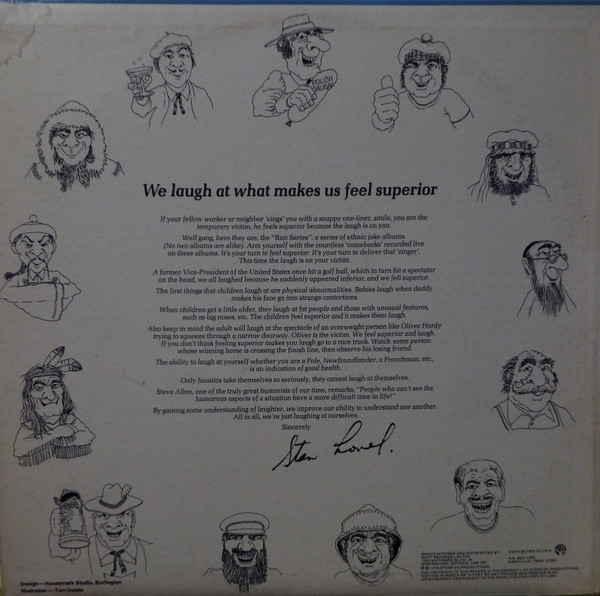 POLISH
SAUSAGE
We laugh at what makes us feel superior
If your fellow worker or neighbor 'zings' you with a snappy one-liner, smile, you are the
temporary victim, he feels superior because the laugh is on you.
Well gang, here they are, the "Riot Series", a series of ethnic joke albums.
(No two albums are alike). Arm yourself with the countless 'comebacks' recorded live
on these albums. It's your turn to feel superior. It's your turn to deliver that 'zinger'.
This time the laugh is on your victim.
A former Vice-President of the United States once hit a golf ball, which in turn hit a spectator
on the head, we all laughed because he suddenly appeared inferior, and we felt superior.
The first things that children laugh at are physical abnormalities. Babies laugh when daddy
makes his face go into strange contortions.
When children get a little older, they laugh at fat people and those with unusual features,
such as big noses, etc. The children feel superior and it makes them laugh.
Also keep in mind the adult will laugh at the spectacle of an overweight person like Oliver Hardy
trying to squeeze through a narrow doorway. Oliver is the victim. We feel superior and laugh.
If you don't think feeling superior makes you laugh go to a race track. Watch some person
whose winning horse is crossing the finish line, then observe his losing friend.
The ability to laugh at yourself whether you are a Pole, Newfoundlander, a Frenchman, etc.
is an indication of good health.
Only fanatics take themselves so seriously, they cannot laugh at themselves.
Steve Allen, one of the truly great humorists of our time, remarks, "People who can't see the
humorous aspects of a situation have a more difficult time in life!"
By gaining some understanding of laughter, we improve our ability to understand one another.
All in all, we're just laughing at ourselves.
Sincerely
Stan Lonel.
Design — Housemark Studio, Burlington
Illustration — Tom Dobie
MANUFACTURED AND DISTRIBUTED BY:
DISTRIBUTED IN U.S.A.